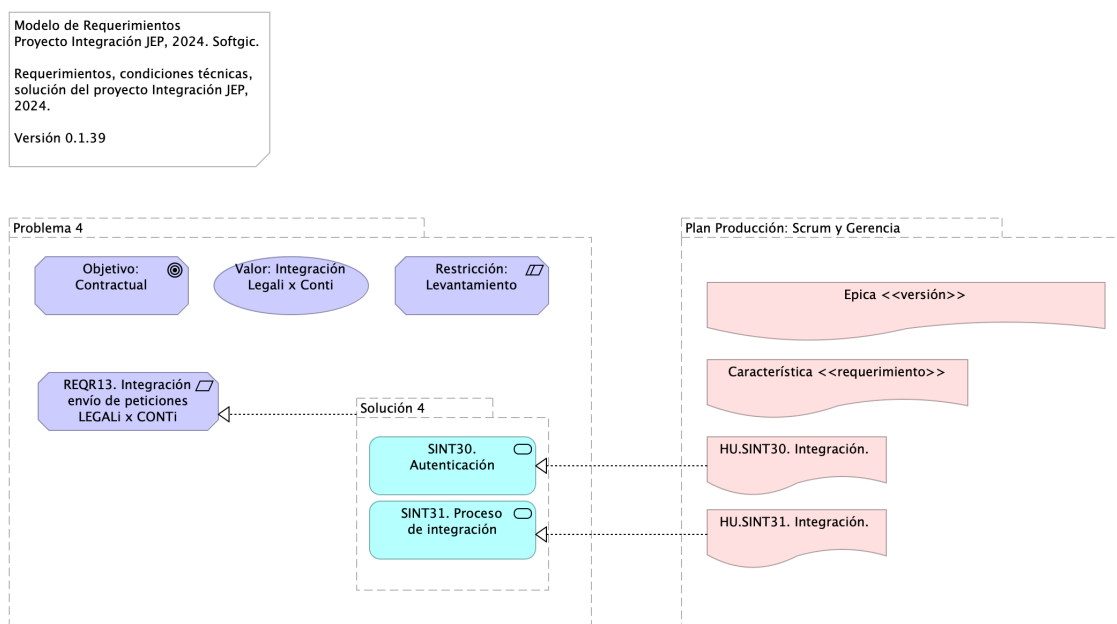 Modelo de Requerimientos
Proyecto Integración JEP, 2024. Softgic.
Requerimientos, condiciones técnicas,
solución del proyecto Integración JEP,
2024.
Versión 0.1.39
Problema 4
Objetivo:
Contractual
Valor: Integración
Legali x Conti
Restricción:
Levantamiento
REQR13. Integración
envío de peticiones
LEGALi x CONTi
Solución 4
SINT30.
Autenticación
SINT31. Proceso
de integración
Plan Producción: Scrum y Gerencia
Epica <<versión>>
Característica <<requerimiento>>
HU.SINT30. Integración.
HU.SINT31. Integración.